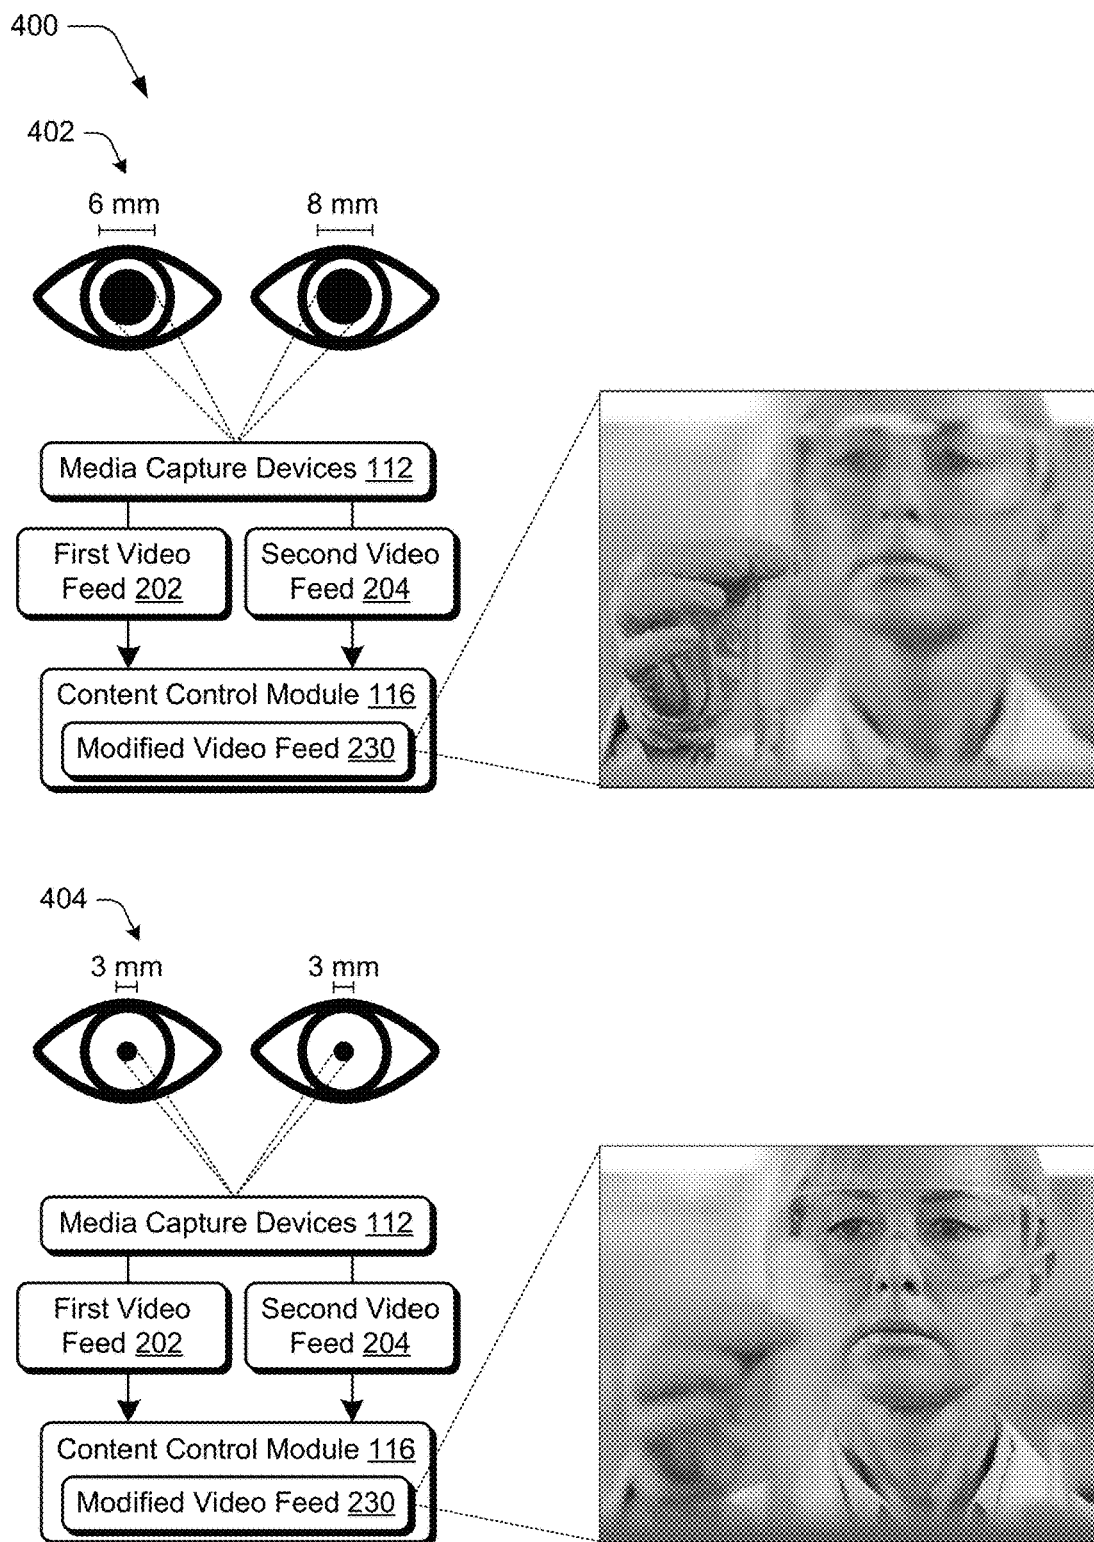 400
402
6 mm 8 mm
Media Capture Devices 112
First Video
Feed 202
Second Video
Feed 204
Content Control Module 116
Modified Video Feed 230
404
3 mm 3 mm
Media Capture Devices 112
First Video
Feed 202
Second Video
Feed 204
Content Control Module 116
Modified Video Feed 230